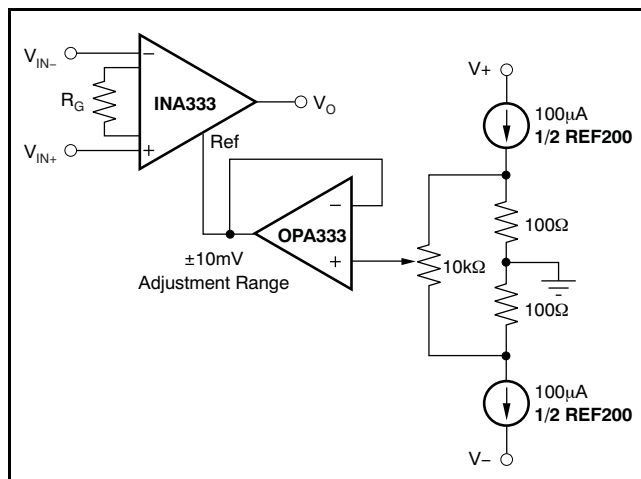 V+
V_IN−
−
100μA
1/2 REF200
R_G
INA333
V_O
V_IN+
+
Ref
−
100Ω
OPA333
±10mV
Adjustment Range
+
10kΩ
100Ω
100μA
1/2 REF200
V−